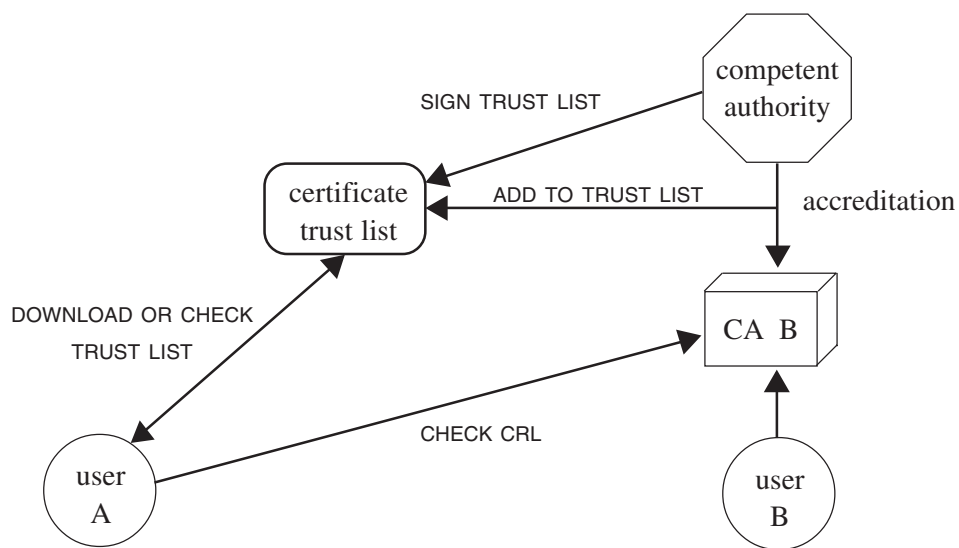 competent
authority
SIGN TRUST LIST
certificate
trust list
ADD TO TRUST LIST
accreditation
DOWNLOAD OR CHECK
TRUST LIST
CA B
CHECK CRL
user
A
user
B